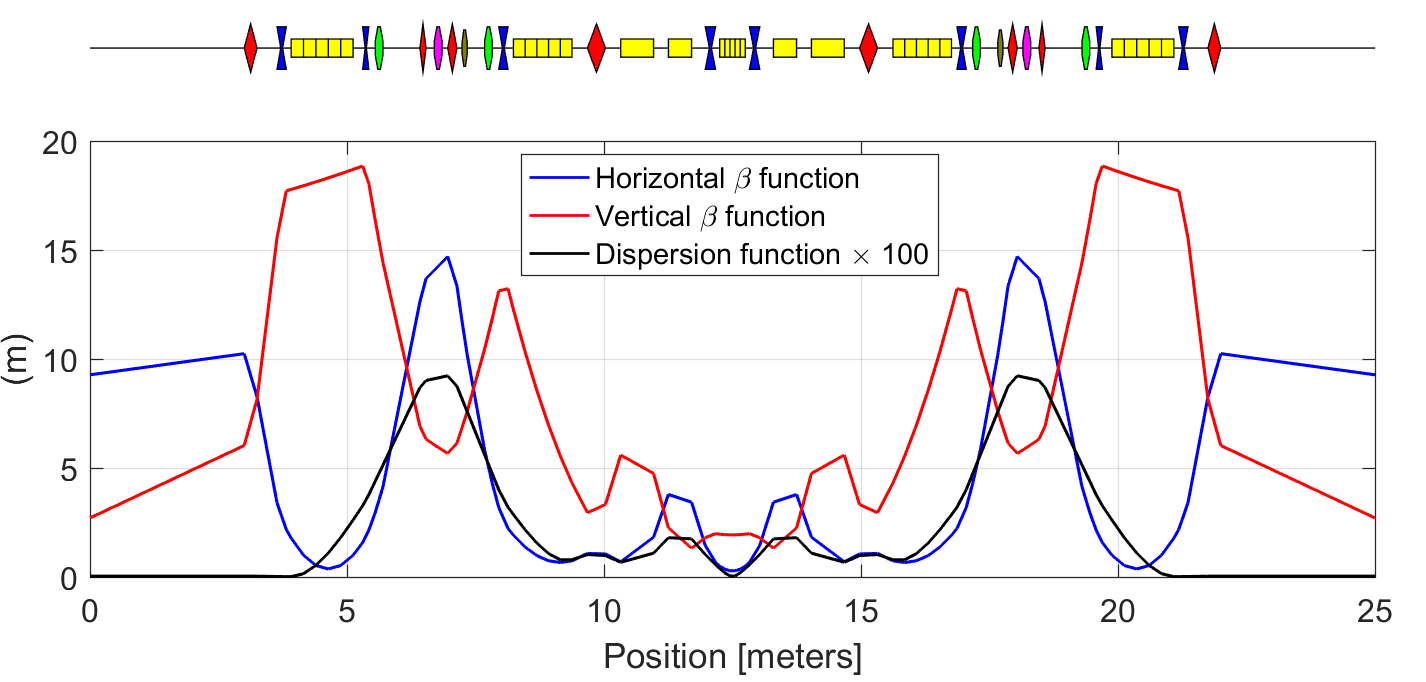 20
15
10
5
0
(m)
Horizontal β function
Vertical β function
Dispersion function × 100
0 5 10 15 20 25
Position [meters]